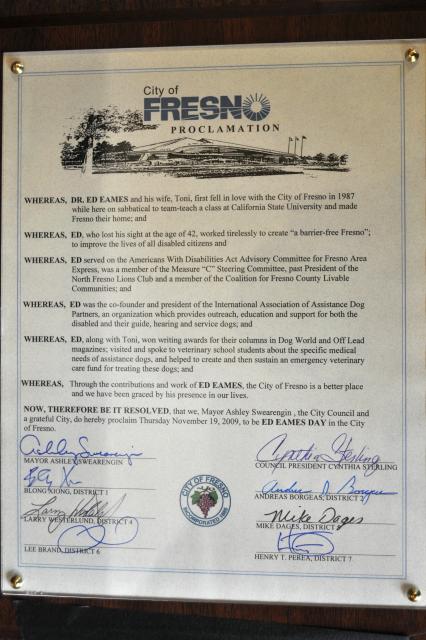 City of
FRESNO
PROCLAMATION
WHEREAS, DR. ED EAMES and his wife, Toni, first fell in love with the City of Fresno in 1987
while here on sabbatical to team-teach a class at California State University and made
Fresno their home; and
WHEREAS, ED, who lost his sight at the age of 42, worked tirelessly to create “a barrier-free Fresno”;
to improve the lives of all disabled citizens and
WHEREAS, ED served on the Americans With Disabilities Act Advisory Committee for Fresno Area
Express, was a member of the Measure “C” Steering Committee, past President of the
North Fresno Lions Club and a member of the Coalition for Fresno County Livable
Communities; and
WHEREAS, ED was the co-founder and president of the International Association of Assistance Dog
Partners, an organization which provides outreach, education and support for both the
disabled and their guide, hearing and service dogs; and
WHEREAS, ED, along with Toni, won writing awards for their columns in Dog World and Off Lead
magazines; visited and spoke to veterinary school students about the specific medical
needs of assistance dogs, and helped to create and then sustain an emergency veterinary
care fund for treating these dogs; and
WHEREAS, Through the contributions and work of ED EAMES, the City of Fresno is a better place
and we have been graced by his presence in our lives.
NOW, THEREFORE BE IT RESOLVED, that we, Mayor Ashley Swearengin , the City Council and
a grateful City, do hereby proclaim Thursday November 19, 2009, to be ED EAMES DAY in the City
of Fresno.
Ashley Swearengin
MAYOR ASHLEY SWEARENGIN
Cynthia Sterling
COUNCIL PRESIDENT CYNTHIA STERLING
BLONG XIONG, DISTRICT 1
Andreas Borgeas
ANDREAS BORGEAS, DISTRICT 2
CITY OF FRESNO
INCORPORATED 1885
LARRY WESTERLUND, DISTRICT 4
Mike Dages
MIKE DAGES, DISTRICT
LEE BRAND, DISTRICT 6
HENRY T. PEREA, DISTRICT 7